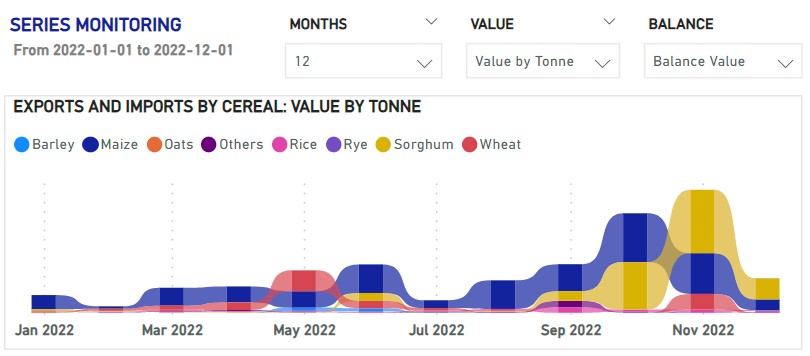 SERIES MONITORING
From 2022-01-01 to 2022-12-01
MONTHS
12
VALUE
Value by Tonne
BALANCE
Balance Value
EXPORTS AND IMPORTS BY CEREAL: VALUE BY TONNE
Barley Maize Oats Others Rice Rye Sorghum Wheat
Jan 2022 Mar 2022 May 2022 Jul 2022 Sep 2022 Nov 2022